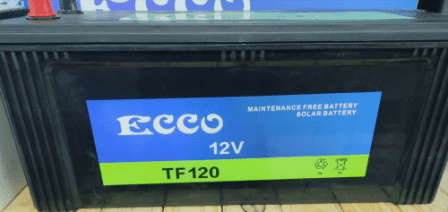 ECCO
MAINTENANCE FREE BATTERY
SOLAR BATTERY
12V
TF120